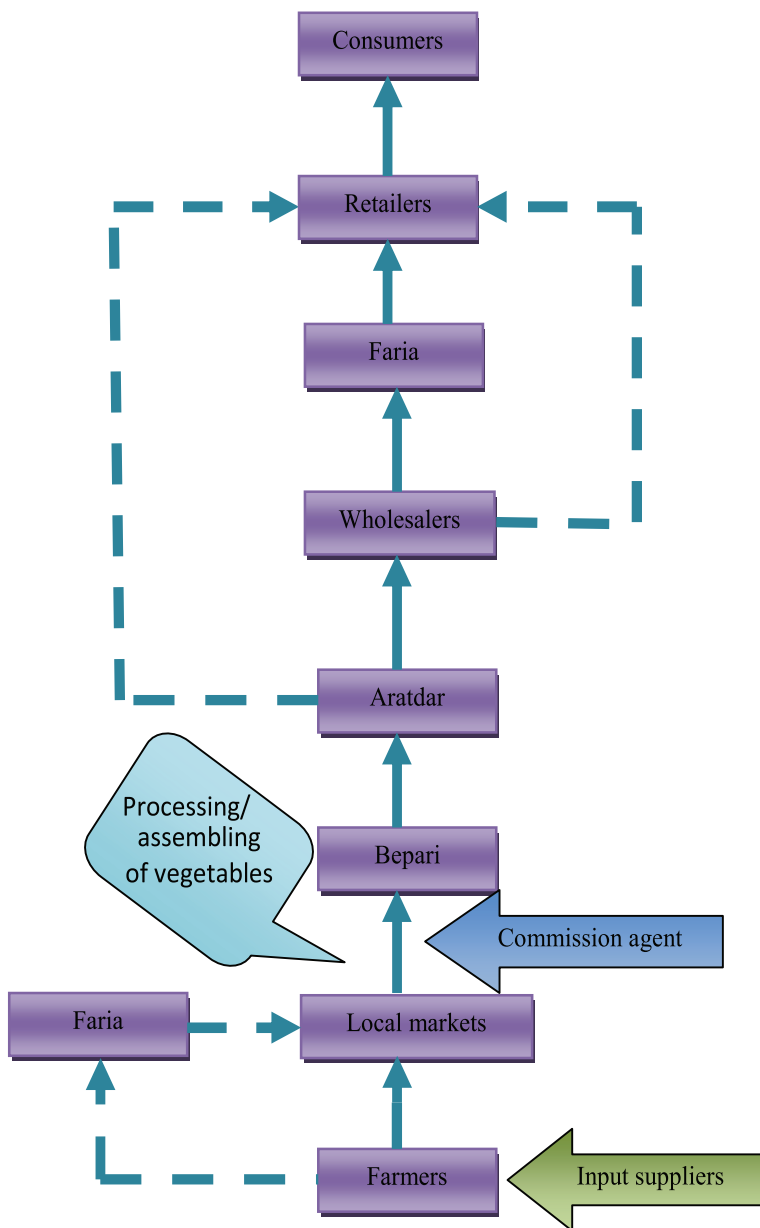 Consumers
Retailers
Faria
Wholesalers
Aratdar
Processing/
assembling
of vegetables
Bepari
Commission agent
Faria
Local markets
Farmers
Input suppliers